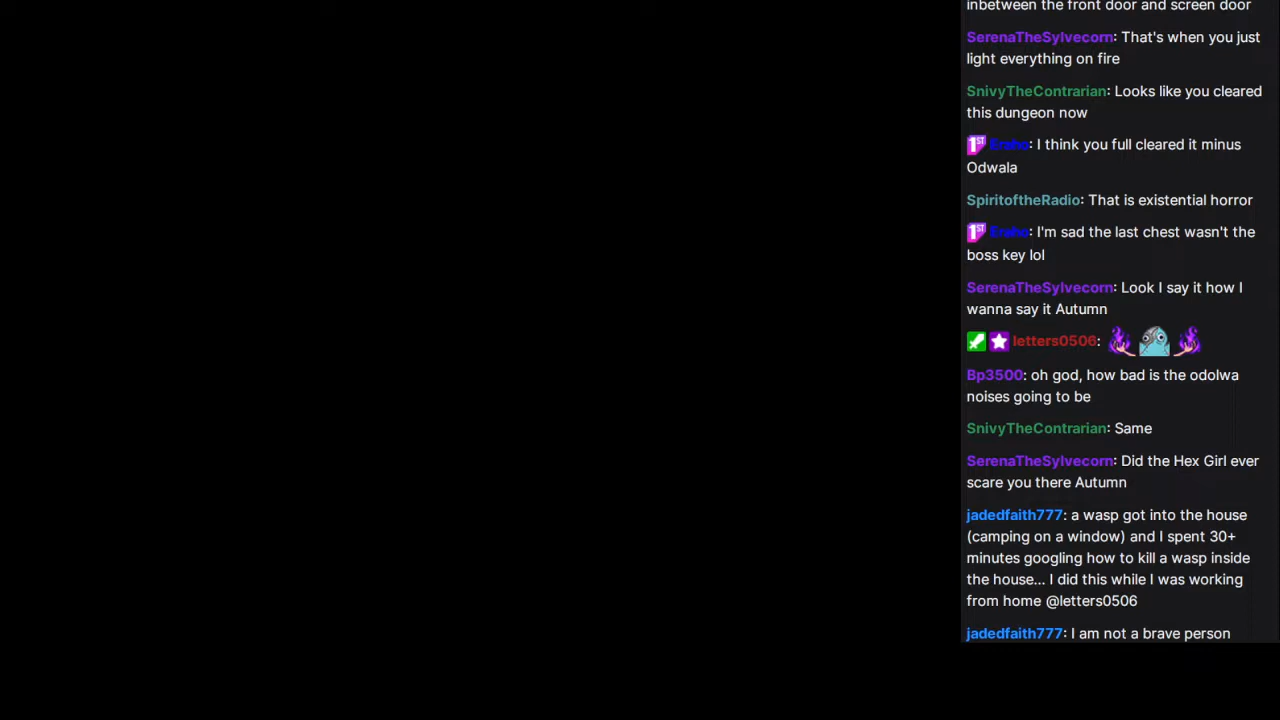 inbetween the front door and screen door
SerenaTheSylvecorn: That's when you just
light everything on fire
SnivyTheContrarian: Looks like you cleared
this dungeon now
1ST Eraho: I think you full cleared it minus
Odwala
SpiritoftheRadio: That is existential horror
1ST Eraho: I'm sad the last chest wasn't the
boss key lol
SerenaTheSylvecorn: Look I say it how I
wanna say it Autumn
letters0506:
Bp3500: oh god, how bad is the odolwa
noises going to be
SnivyTheContrarian: Same
SerenaTheSylvecorn: Did the Hex Girl ever
scare you there Autumn
jadedfaith777: a wasp got into the house
(camping on a window) and I spent 30+
minutes googling how to kill a wasp inside
the house... I did this while I was working
from home @letters0506
jadedfaith777: I am not a brave person